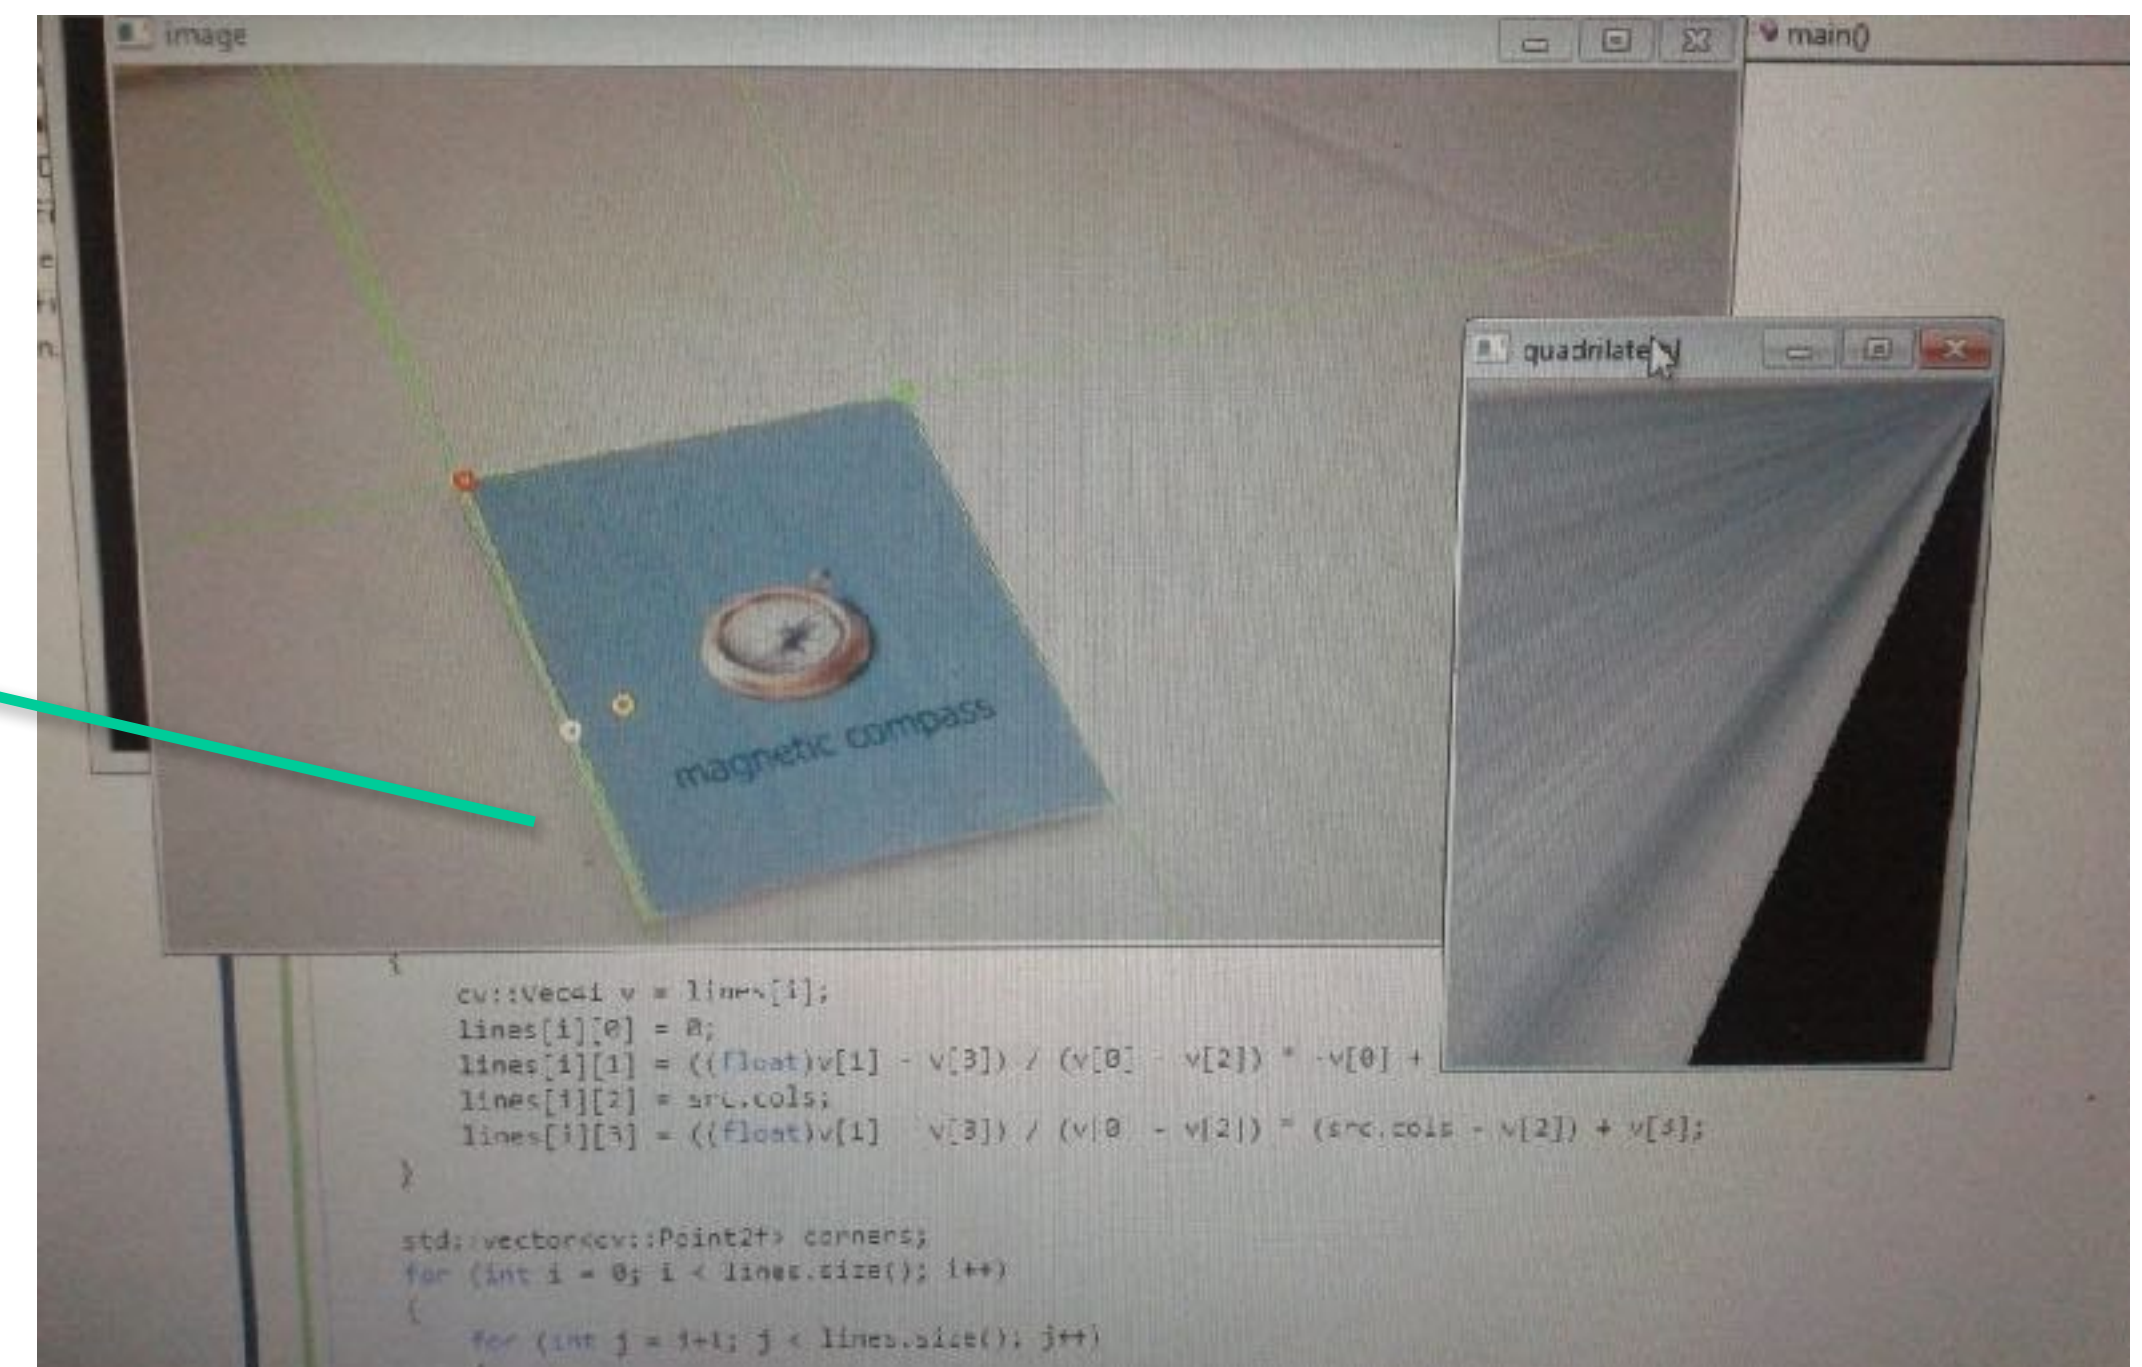 image
main()
quadrilateral
magnetic compass
{
cv::Vec4i v = lines[i];
lines[i][0] = 0;
lines[i][1] = ((float)v[1] - v[3]) / (v[0] - v[2]) * -v[0] +
lines[i][2] = src.cols;
lines[i][3] = ((float)v[1] - v[3]) / (v[0] - v[2]) * (src.cols - v[2]) + v[3];
}
std::vector<cv::Point2f> corners;
for (int i = 0; i < lines.size(); i++)
{
for (int j = i+1; j < lines.size(); j++)